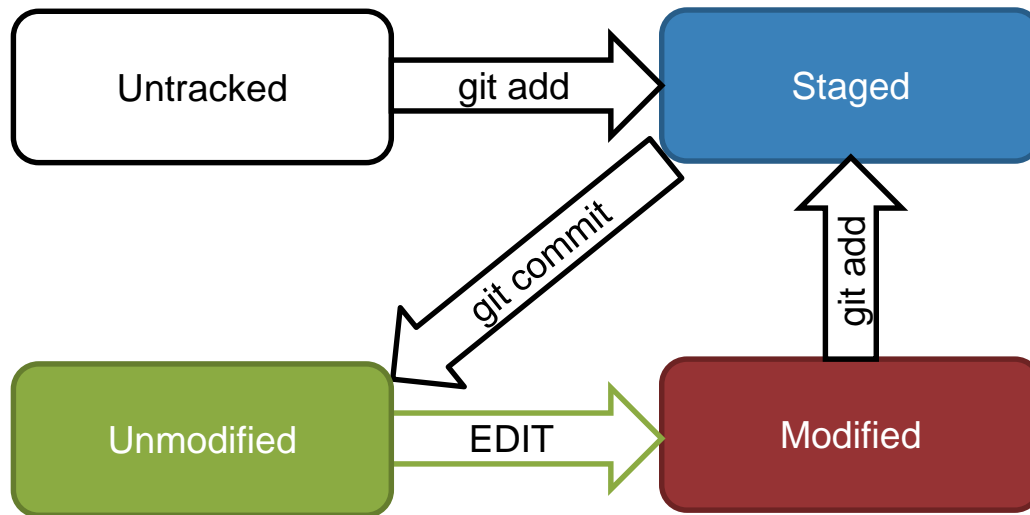 Untracked
git add
Staged
git commit
git add
Unmodified
EDIT
Modified